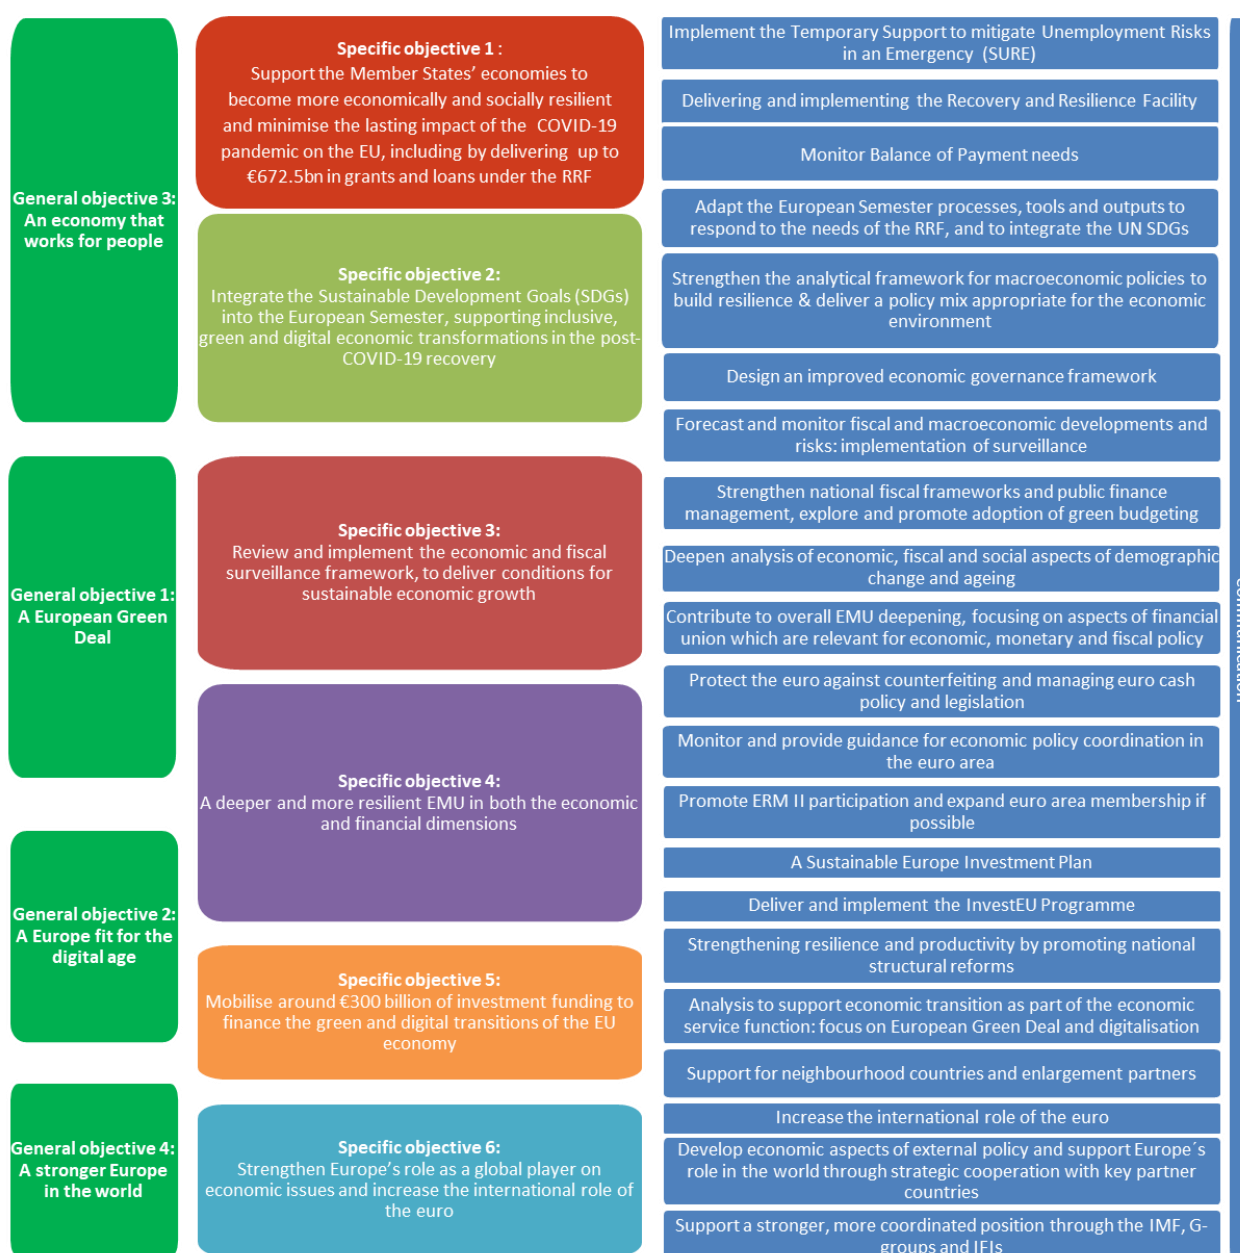 General objective 3:
An economy that
works for people
General objective 1:
A European Green
Deal
General objective 2:
A Europe fit for the
digital age
General objective 4:
A stronger Europe
in the world
Specific objective 1 :
Support the Member States’ economies to
become more economically and socially resilient
and minimise the lasting impact of the COVID-19
pandemic on the EU, including by delivering up to
€672.5bn in grants and loans under the RRF
Specific objective 2:
Integrate the Sustainable Development Goals (SDGs)
into the European Semester, supporting inclusive,
green and digital economic transformations in the post-
COVID-19 recovery
Specific objective 3:
Review and implement the economic and fiscal
surveillance framework, to deliver conditions for
sustainable economic growth
Specific objective 4:
A deeper and more resilient EMU in both the economic
and financial dimensions
Specific objective 5:
Mobilise around €300 billion of investment funding to
finance the green and digital transitions of the EU
economy
Specific objective 6:
Strengthen Europe’s role as a global player on
economic issues and increase the international role of
the euro
Implement the Temporary Support to mitigate Unemployment Risks
in an Emergency (SURE)
Delivering and implementing the Recovery and Resilience Facility
Monitor Balance of Payment needs
Adapt the European Semester processes, tools and outputs to
respond to the needs of the RRF, and to integrate the UN SDGs
Strengthen the analytical framework for macroeconomic policies to
build resilience & deliver a policy mix appropriate for the economic
environment
Design an improved economic governance framework
Forecast and monitor fiscal and macroeconomic developments and
risks: implementation of surveillance
Strengthen national fiscal frameworks and public finance
management, explore and promote adoption of green budgeting
Deepen analysis of economic, fiscal and social aspects of demographic
change and ageing
Contribute to overall EMU deepening, focusing on aspects of financial
union which are relevant for economic, monetary and fiscal policy
Protect the euro against counterfeiting and managing euro cash
policy and legislation
Monitor and provide guidance for economic policy coordination in
the euro area
Promote ERM II participation and expand euro area membership if
possible
A Sustainable Europe Investment Plan
Deliver and implement the InvestEU Programme
Strengthening resilience and productivity by promoting national
structural reforms
Analysis to support economic transition as part of the economic
service function: focus on European Green Deal and digitalisation
Support for neighbourhood countries and enlargement partners
Increase the international role of the euro
Develop economic aspects of external policy and support Europe´s
role in the world through strategic cooperation with key partner
countries
Support a stronger, more coordinated position through the IMF, G-
groups and IFIs